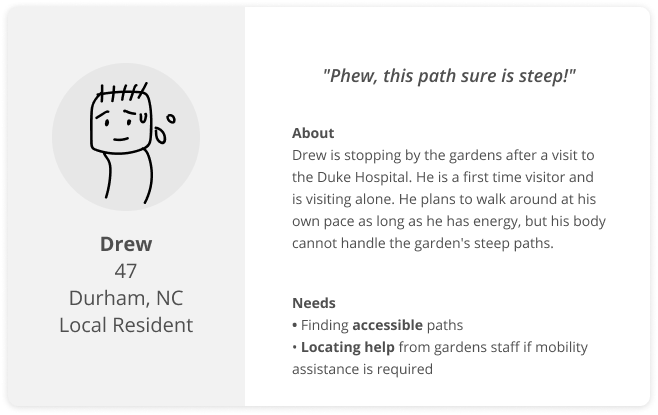 Drew
47
Durham, NC
Local Resident
"Phew, this path sure is steep!"
About
Drew is stopping by the gardens after a visit to
the Duke Hospital. He is a first time visitor and
is visiting alone. He plans to walk around at his
own pace as long as he has energy, but his body
cannot handle the garden's steep paths.
Needs
• Finding accessible paths
• Locating help from gardens staff if mobility
assistance is required